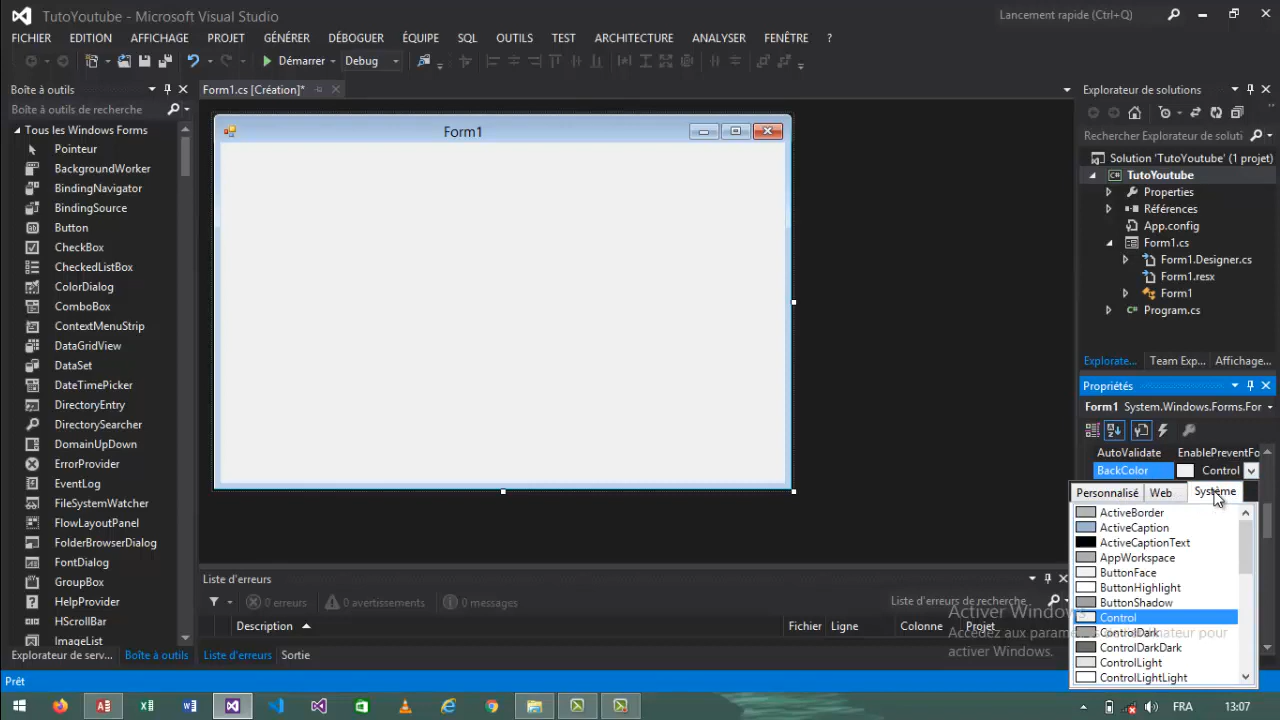 TutoYoutube - Microsoft Visual Studio
Lancement rapide (Ctrl+Q)
FICHIER EDITION AFFICHAGE PROJET GÉNÉRER DÉBOGUER ÉQUIPE SQL OUTILS TEST ARCHITECTURE ANALYSER FENÊTRE ?
Démarrer Debug
Boîte à outils
Boîte à outils de recherche
Tous les Windows Forms
Pointeur
BackgroundWorker
BindingNavigator
BindingSource
Button
CheckBox
CheckedListBox
ColorDialog
ComboBox
ContextMenuStrip
DataGridView
DataSet
DateTimePicker
DirectoryEntry
DirectorySearcher
DomainUpDown
ErrorProvider
EventLog
FileSystemWatcher
FlowLayoutPanel
FolderBrowserDialog
FontDialog
GroupBox
HelpProvider
HScrollBar
ImageList
Explorateur de serv... Boîte à outils
Form1.cs [Création]*
Form1
Liste d'erreurs
0 erreurs 0 avertissements 0 messages
Liste d'erreurs de recherche
Description Fichier Ligne Colonne Projet
Liste d'erreurs Sortie
Explorateur de solutions
Rechercher Explorateur de soluti
Solution 'TutoYoutube' (1 projet)
TutoYoutube
Properties
Références
App.config
Form1.cs
Form1.Designer.cs
Form1.resx
Form1
Program.cs
Explorate... Team Exp... Affichage...
Propriétés
Form1 System.Windows.Forms.For
AutoValidate EnablePreventFo
BackColor Control
Personnalisé Web Système
ActiveBorder
ActiveCaption
ActiveCaptionText
AppWorkspace
ButtonFace
ButtonHighlight
ButtonShadow
Control
ControlDark
ControlDarkDark
ControlLight
ControlLightLight
Activer Windows
Accédez aux
activer Windows.
Prêt
FRA 13:07